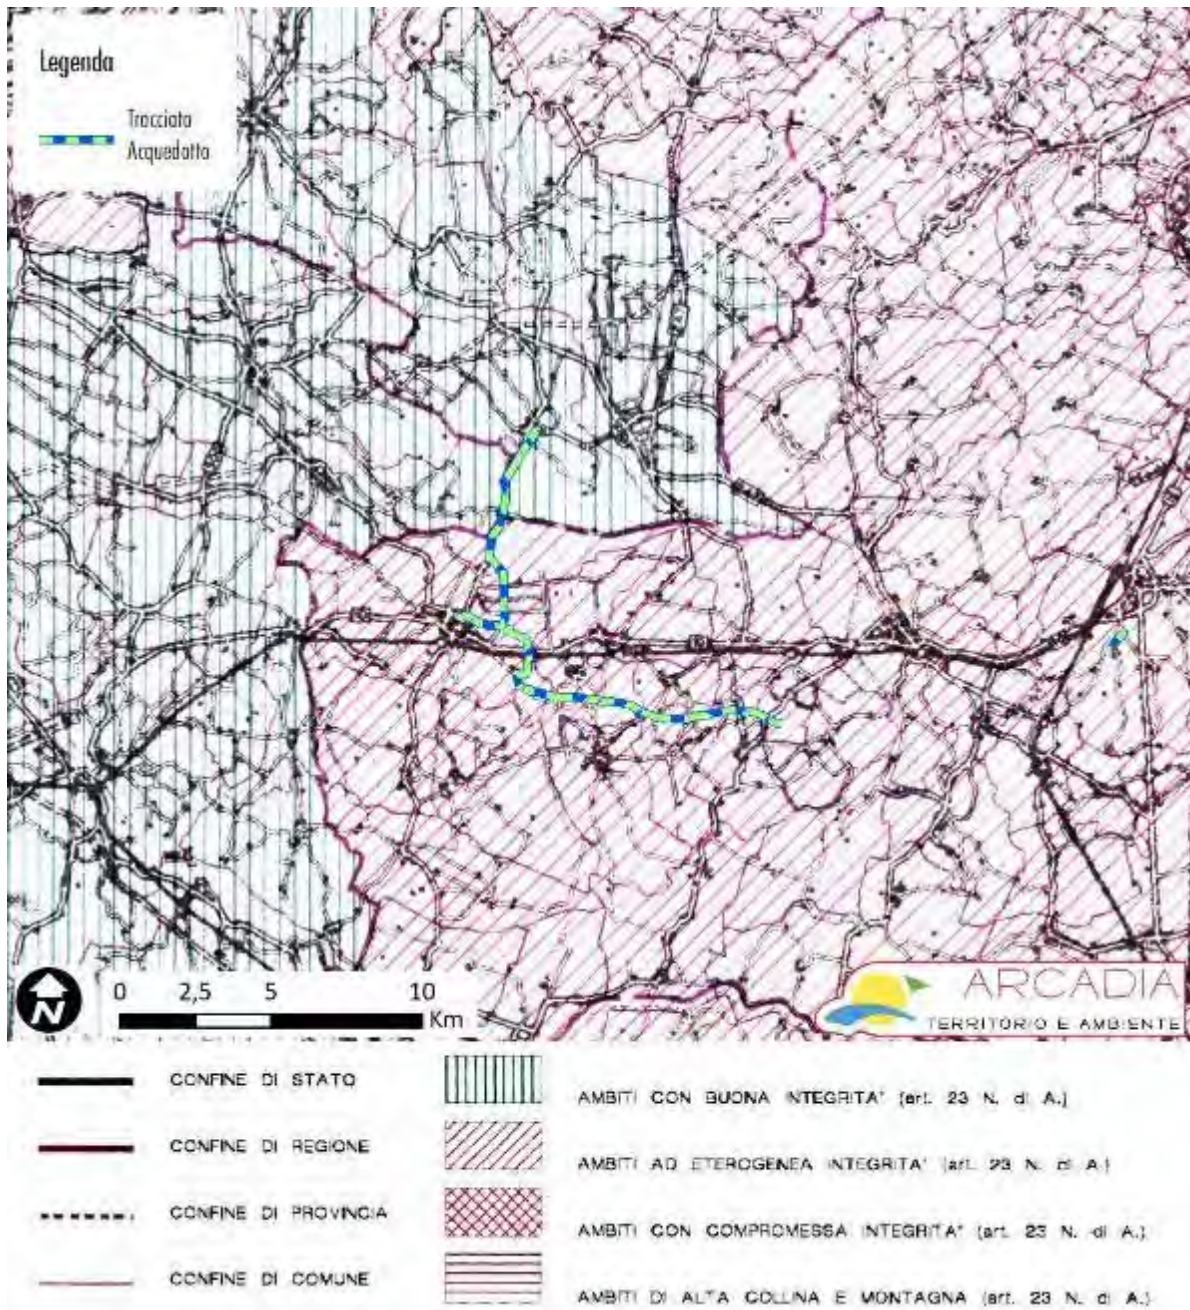 Legenda
Tracciato
Acquedotto
N
0 2,5 5 10
Km
ARCADIA
TERRITORIO E AMBIENTE
CONFINE DI STATO
AMBITI CON BUONA INTEGRITA' (art. 23 N. di A.)
CONFINE DI REGIONE
AMBITI AD ETEROGENEA INTEGRITA' (art. 23 N. di A.)
CONFINE DI PROVINCIA
AMBITI CON COMPROMESSA INTEGRITA' (art. 23 N. di A.)
CONFINE DI COMUNE
AMBITI DI ALTA COLLINA E MONTAGNA (art. 23 N. di A.)